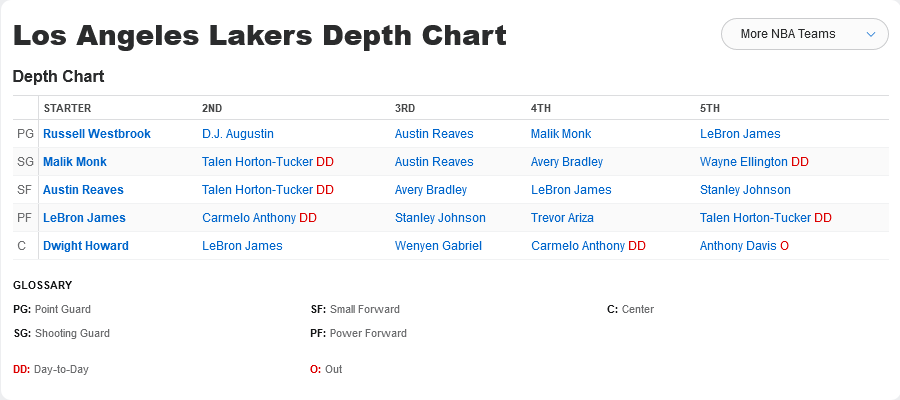 Los Angeles Lakers Depth Chart
More NBA Teams
Depth Chart
STARTER 2ND 3RD 4TH 5TH
PG Russell Westbrook D.J. Augustin Austin Reaves Malik Monk LeBron James
SG Malik Monk Talen Horton-Tucker DD Austin Reaves Avery Bradley Wayne Ellington DD
SF Austin Reaves Talen Horton-Tucker DD Avery Bradley LeBron James Stanley Johnson
PF LeBron James Carmelo Anthony DD Stanley Johnson Trevor Ariza Talen Horton-Tucker DD
C Dwight Howard LeBron James Wenyen Gabriel Carmelo Anthony DD Anthony Davis O
GLOSSARY
PG: Point Guard SF: Small Forward C: Center
SG: Shooting Guard PF: Power Forward
DD: Day-to-Day O: Out